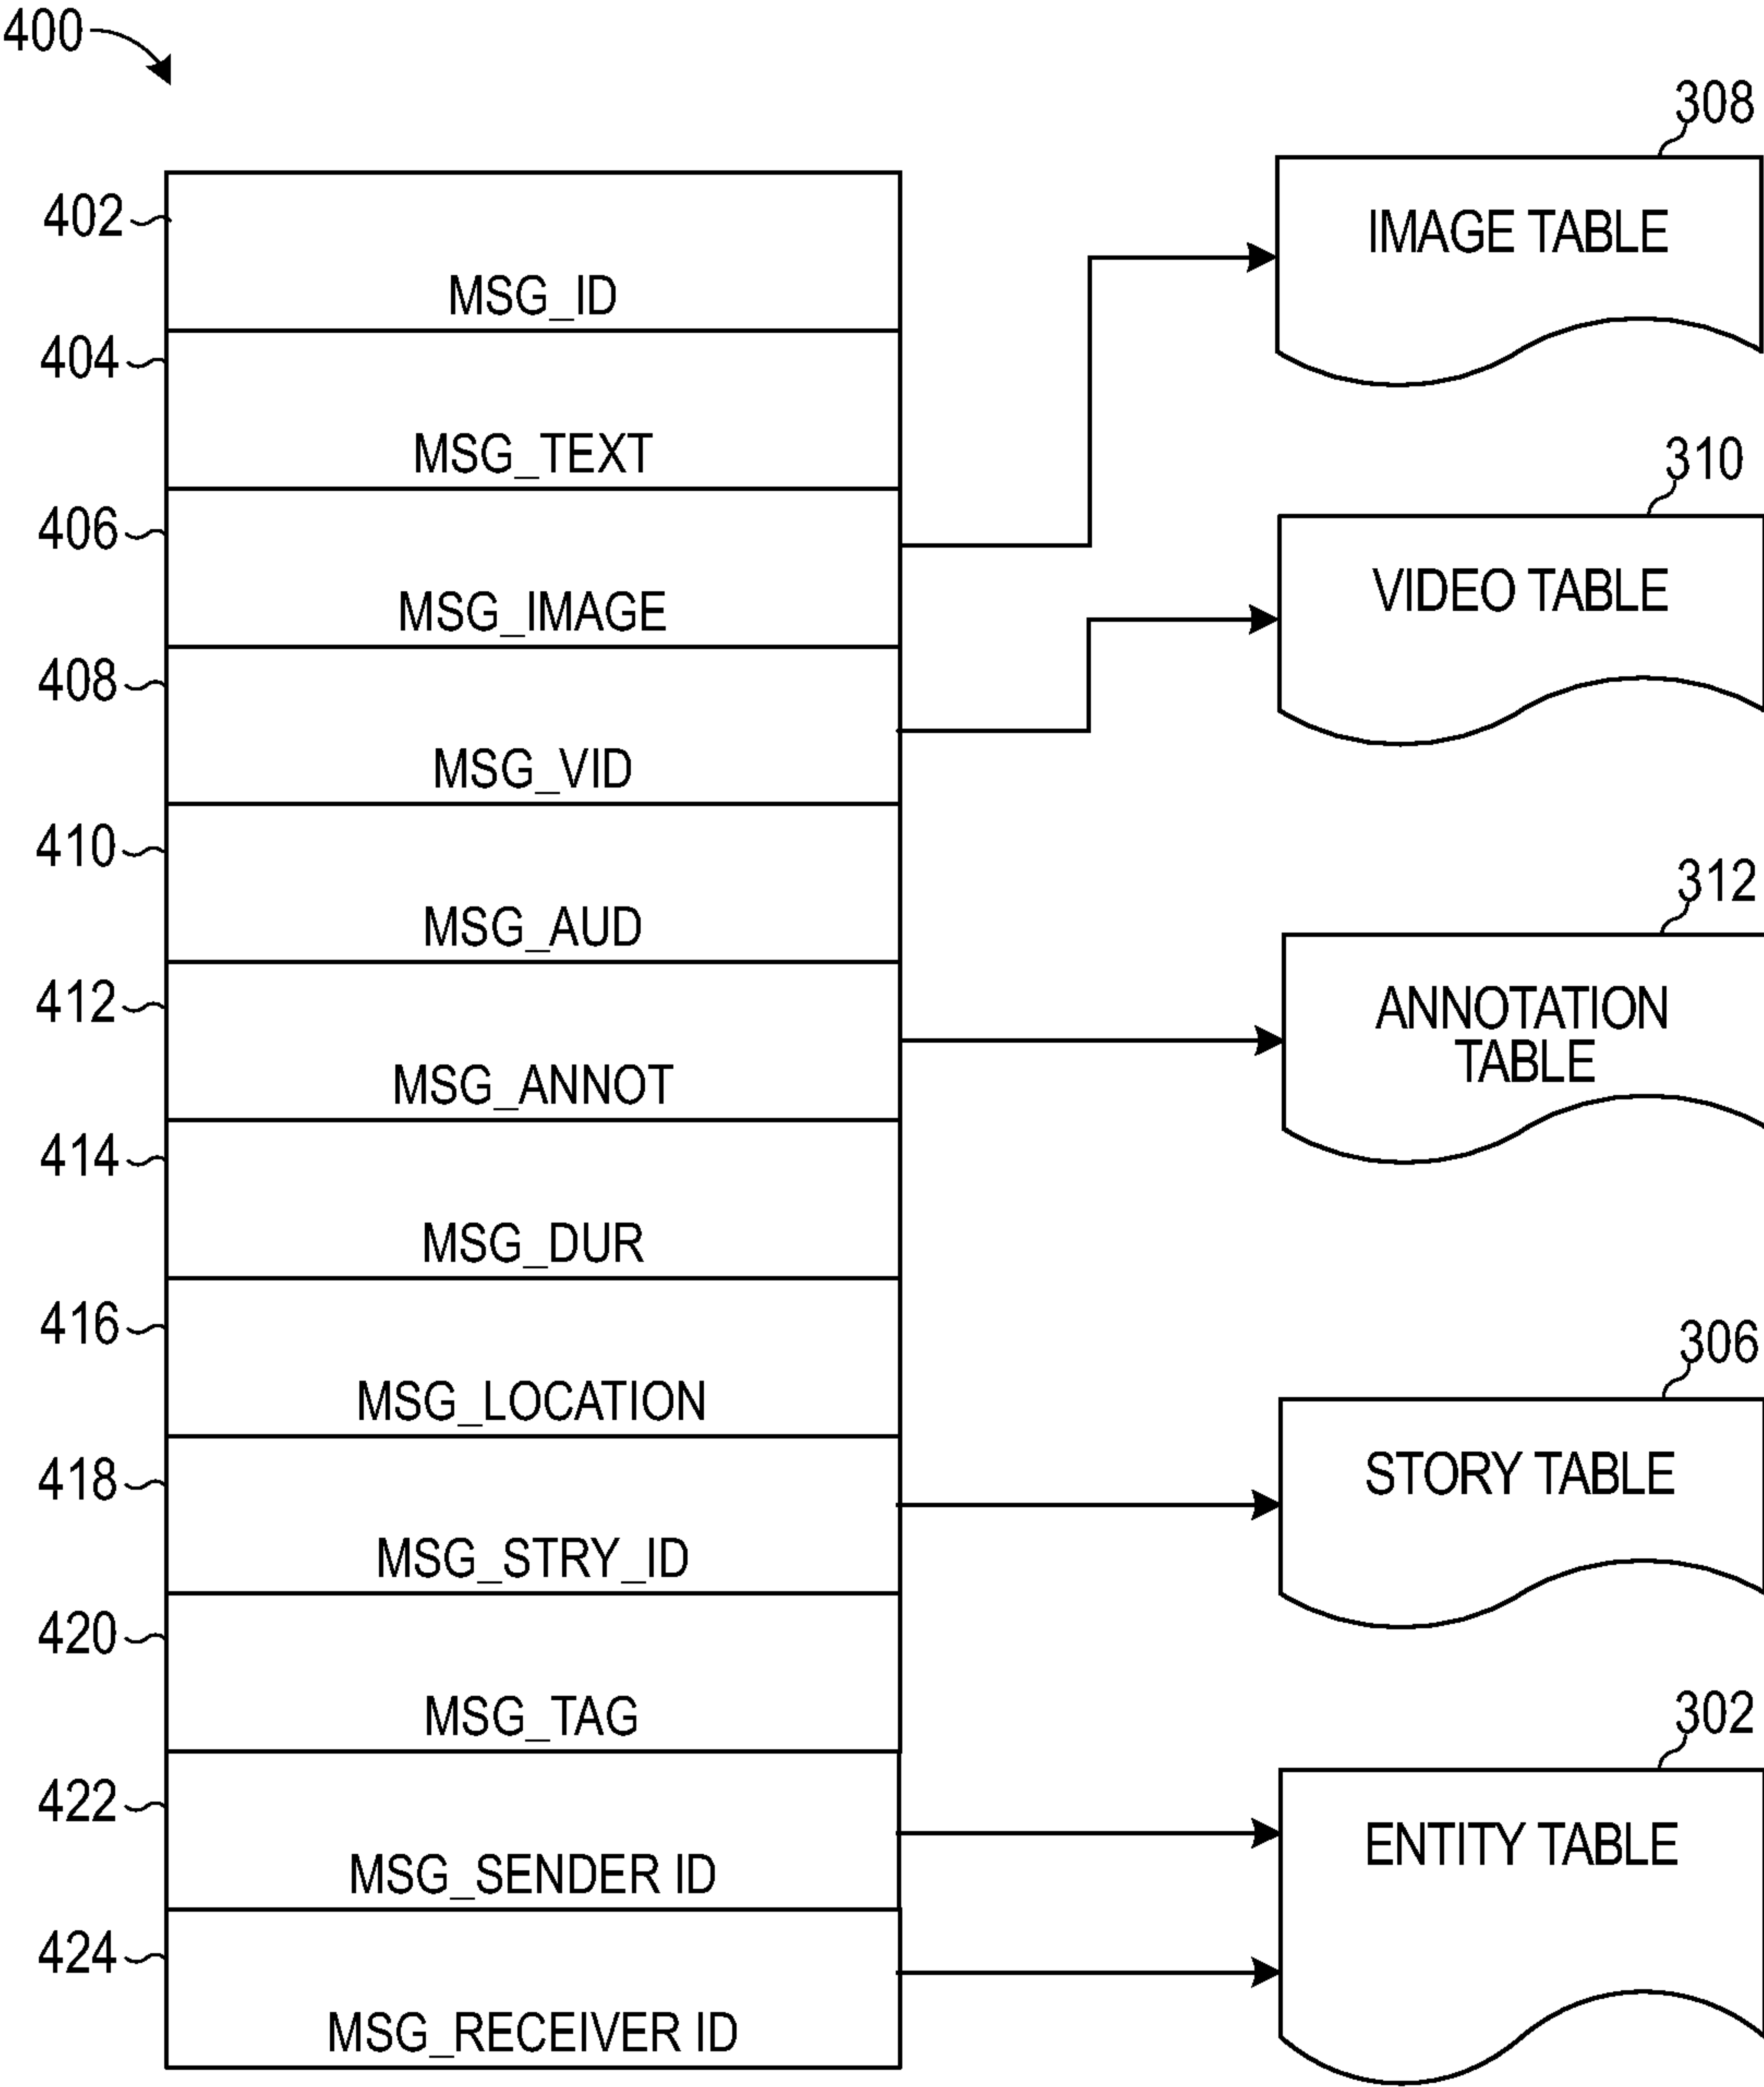 400
402
MSG_ID
404
MSG_TEXT
406
MSG_IMAGE
408
MSG_VID
410
MSG_AUD
412
MSG_ANNOT
414
MSG_DUR
416
MSG_LOCATION
418
MSG_STRY_ID
420
MSG_TAG
422
MSG_SENDER ID
424
MSG_RECEIVER ID
308
IMAGE TABLE
310
VIDEO TABLE
312
ANNOTATION
TABLE
306
STORY TABLE
302
ENTITY TABLE